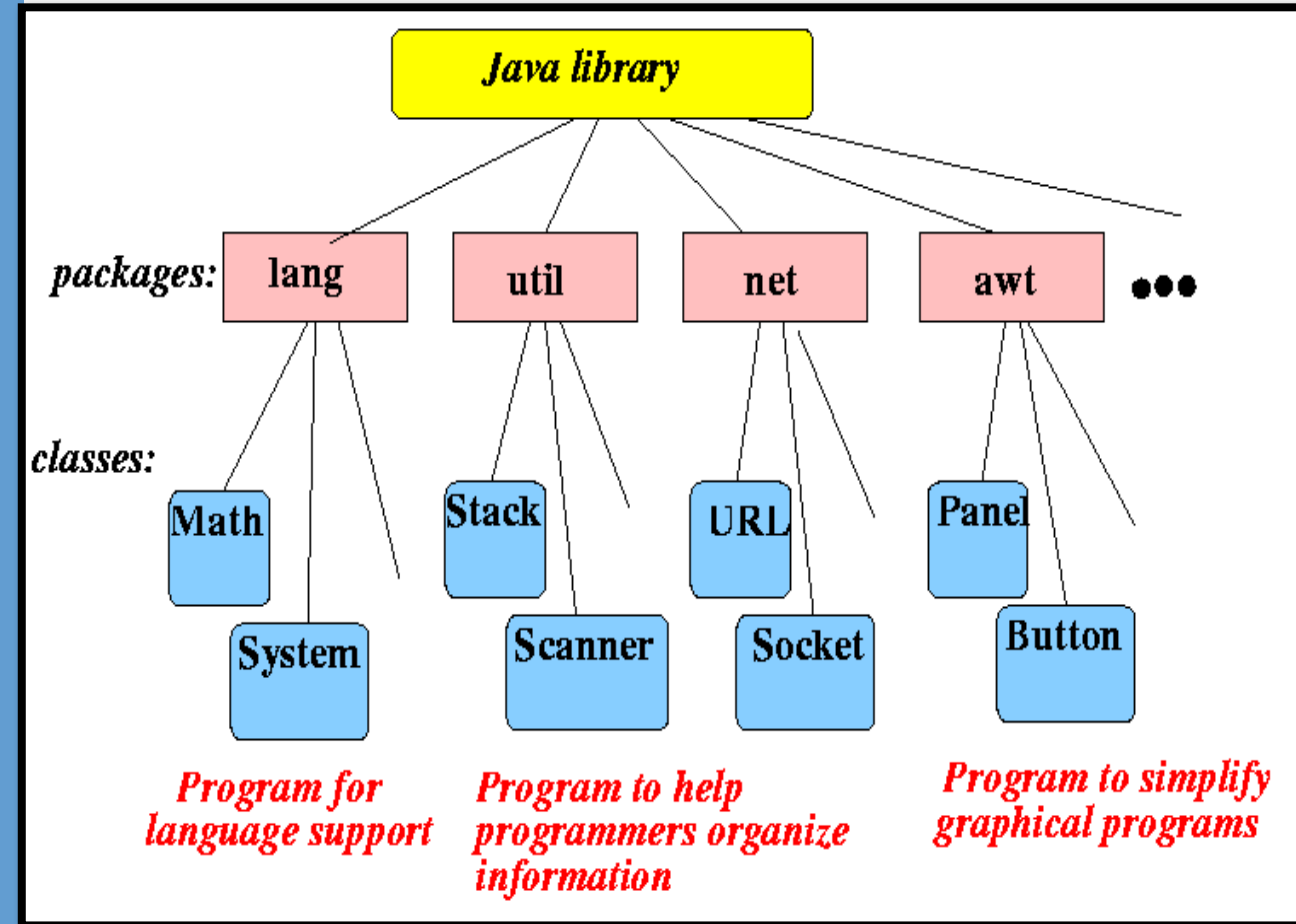 Java library
packages:
lang
util
net
awt
classes:
Math
Stack
URL
Panel
System
Scanner
Socket
Button
Program for
language support
Program to help
programmers organize
information
Program to simplify
graphical programs